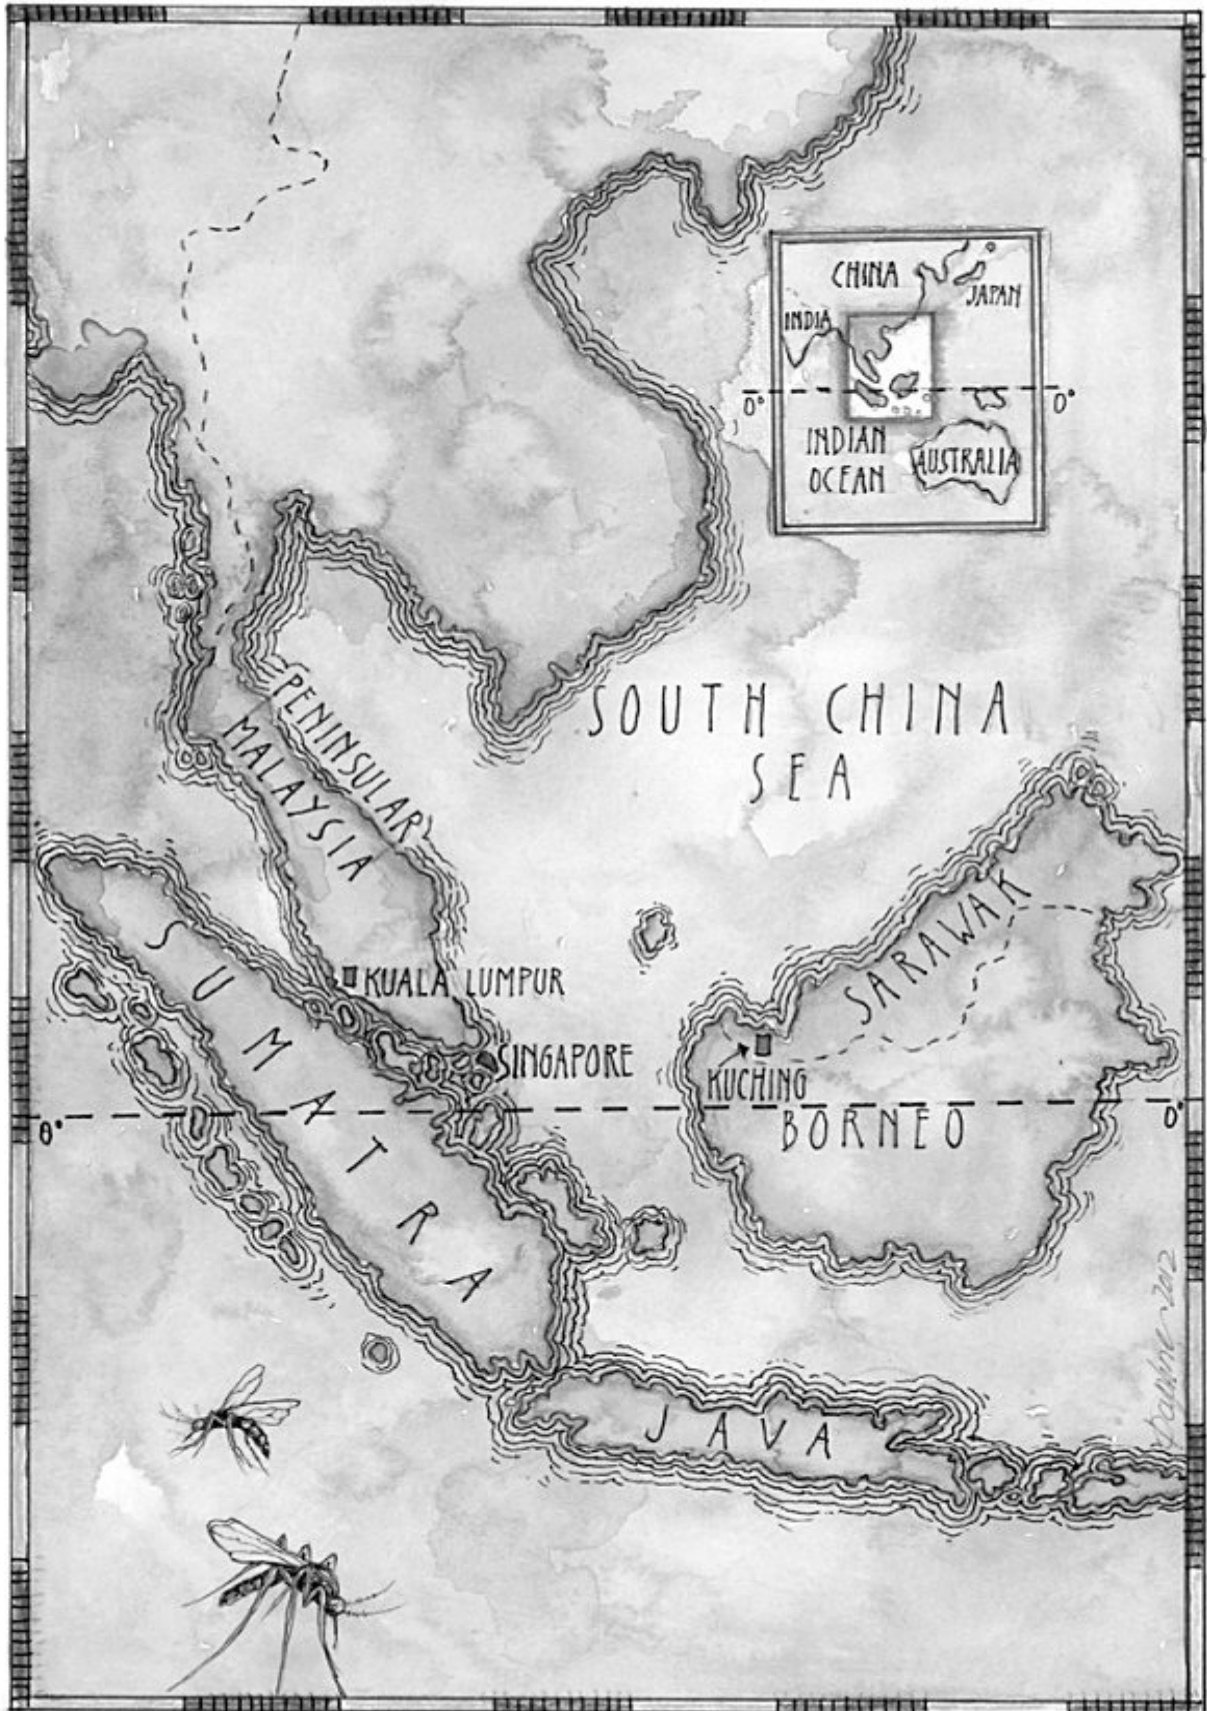 CHINA
JAPAN
INDIA
0° 0°
INDIAN
OCEAN
AUSTRALIA
SOUTH CHINA
SEA
PENINSULAR
MALAYSIA
SUMATRA
KUALA LUMPUR
SINGAPORE
SARAWAK
KUCHING
0° 0°
BORNEO
JAVA
2012